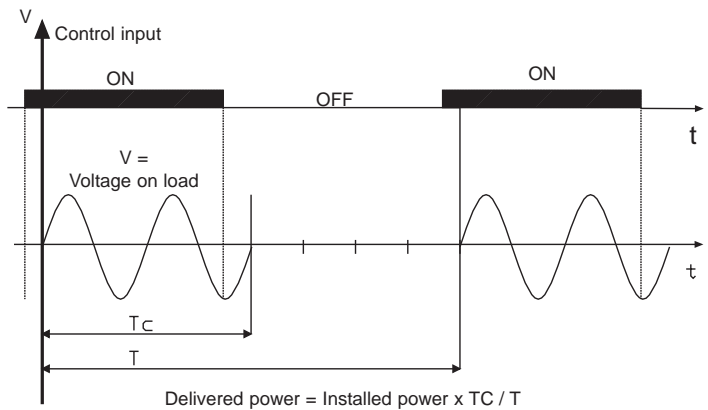 V
Control input
ON
ON
OFF
t
V =
Voltage on load
t
Tc
T
Delivered power = Installed power x TC / T